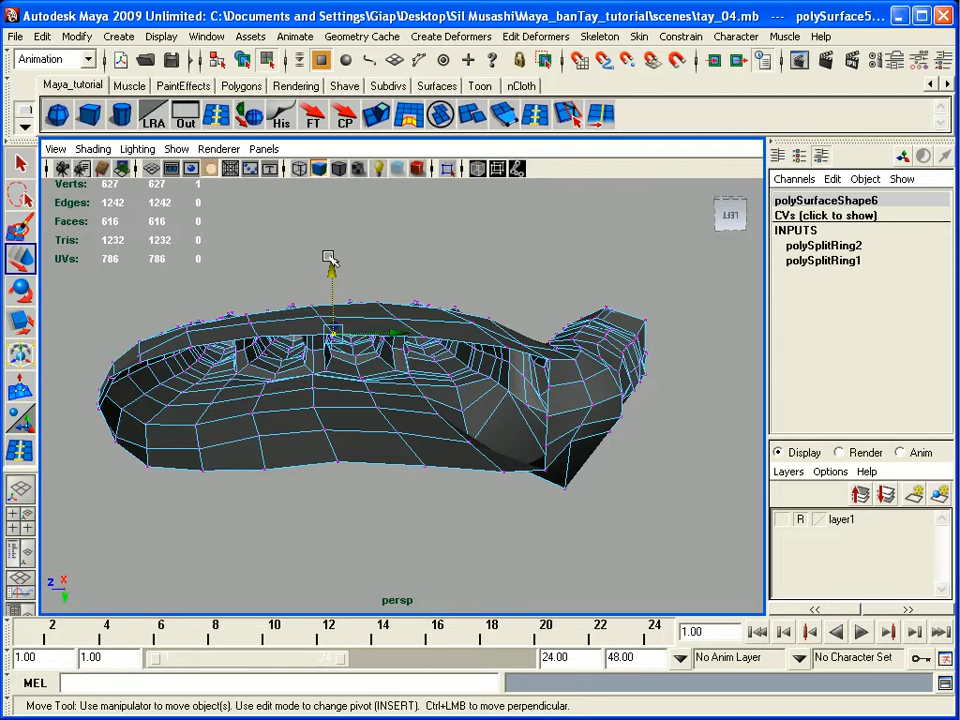 Autodesk Maya 2009 Unlimited: C:\Documents and Settings\Giap\Desktop\Sil Musashi\Maya_banTay_tutorial\scenes\tay_04.mb --- polySurface5...
File Edit Modify Create Display Window Assets Animate Geometry Cache Create Deformers Edit Deformers Skeleton Skin Constrain Character Muscle Help
Animation
Maya_tutorial Muscle PaintEffects Polygons Rendering Shave Subdivs Surfaces Toon nCloth
LRA Out His FT CP
View Shading Lighting Show Renderer Panels
Verts: 627 627 1
Edges: 1242 1242 0
Faces: 616 616 0
Tris: 1232 1232 0
UVs: 786 786 0
LEFT
Channels Edit Object Show
polySurfaceShape6
CVs (click to show)
INPUTS
polySplitRing2
polySplitRing1
Display Render Anim
Layers Options Help
R layer1
z x
y
persp
<< >>
2 4 6 8 10 12 14 16 18 20 22 24
1.00
1.00 1.00 24.00 48.00 No Anim Layer No Character Set
MEL
Move Tool: Use manipulator to move object(s). Use edit mode to change pivot (INSERT). Ctrl+LMB to move perpendicular.